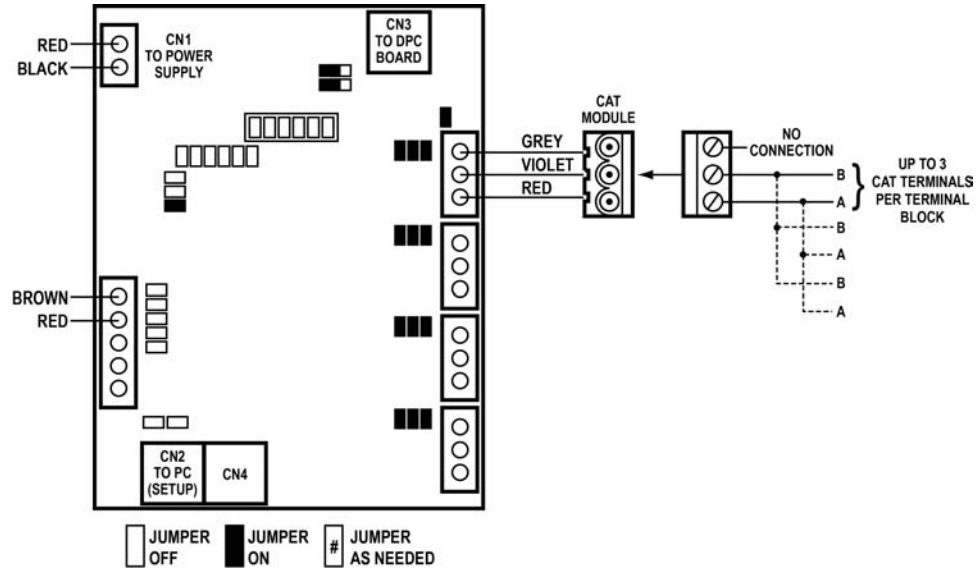 RED
BLACK
CN1
TO POWER
SUPPLY
CN3
TO DPC
BOARD
CAT
MODULE
GREY
VIOLET
RED
NO
CONNECTION
B
A
B
A
B
A
UP TO 3
CAT TERMINALS
PER TERMINAL
BLOCK
BROWN
RED
CN2
TO PC
(SETUP)
CN4
JUMPER
OFF
JUMPER
ON
#
JUMPER
AS NEEDED